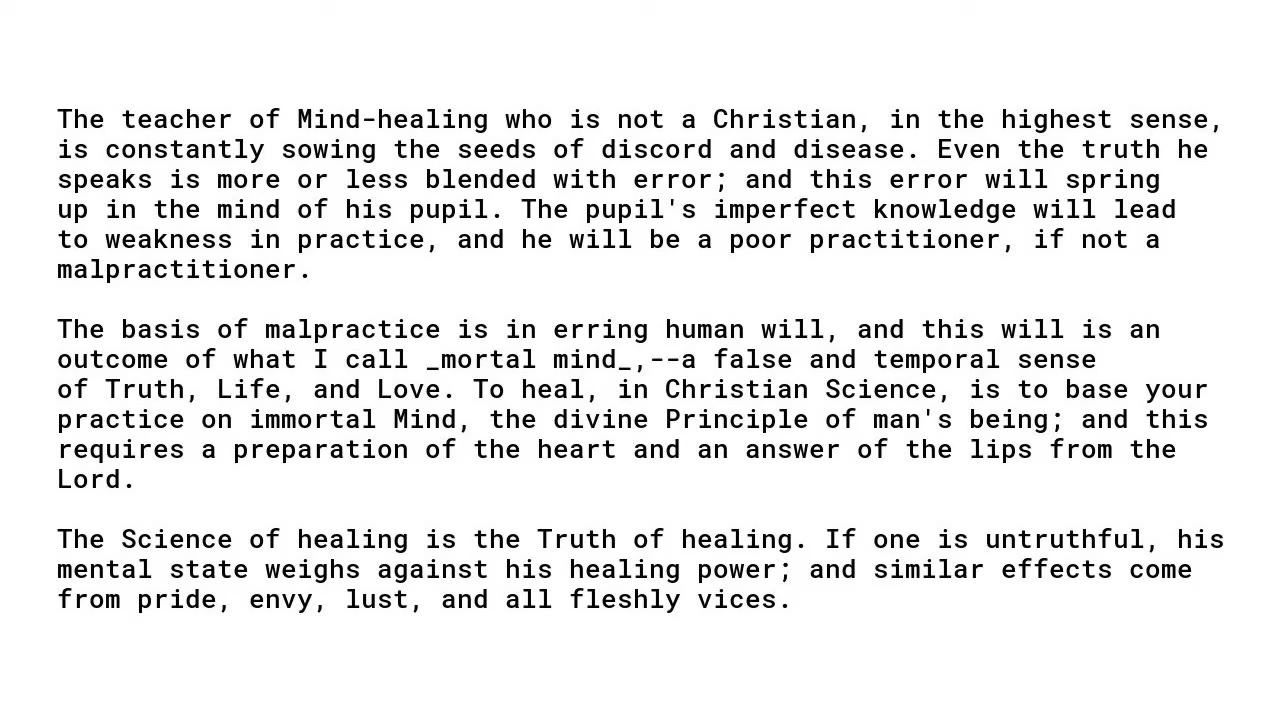 The teacher of Mind-healing who is not a Christian, in the highest sense,
is constantly sowing the seeds of discord and disease. Even the truth he
speaks is more or less blended with error; and this error will spring
up in the mind of his pupil. The pupil's imperfect knowledge will lead
to weakness in practice, and he will be a poor practitioner, if not a
malpractitioner.

The basis of malpractice is in erring human will, and this will is an
outcome of what I call _mortal mind_,--a false and temporal sense
of Truth, Life, and Love. To heal, in Christian Science, is to base your
practice on immortal Mind, the divine Principle of man's being; and this
requires a preparation of the heart and an answer of the lips from the
Lord.

The Science of healing is the Truth of healing. If one is untruthful, his
mental state weighs against his healing power; and similar effects come
from pride, envy, lust, and all fleshly vices.